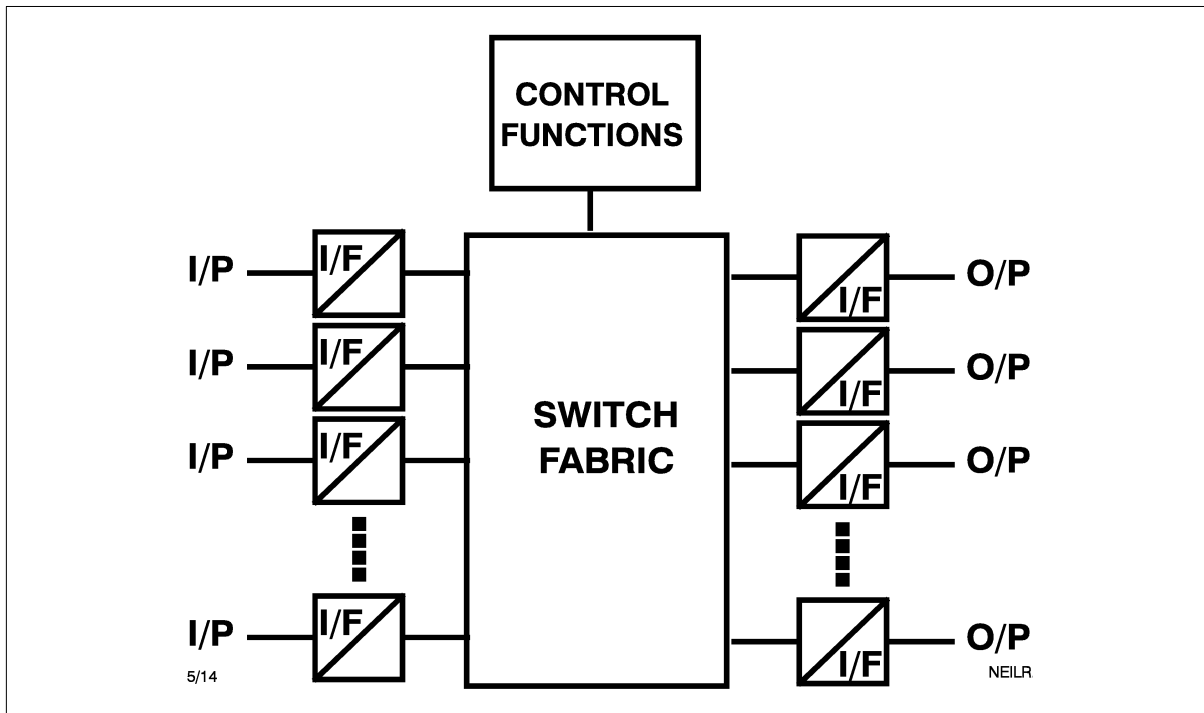 CONTROL
FUNCTIONS
I/P
I/F
I/F
O/P
I/P
I/F
I/F
O/P
SWITCH
FABRIC
I/P
I/F
I/F
O/P
I/P
I/F
I/F
O/P
5/14
NEILR